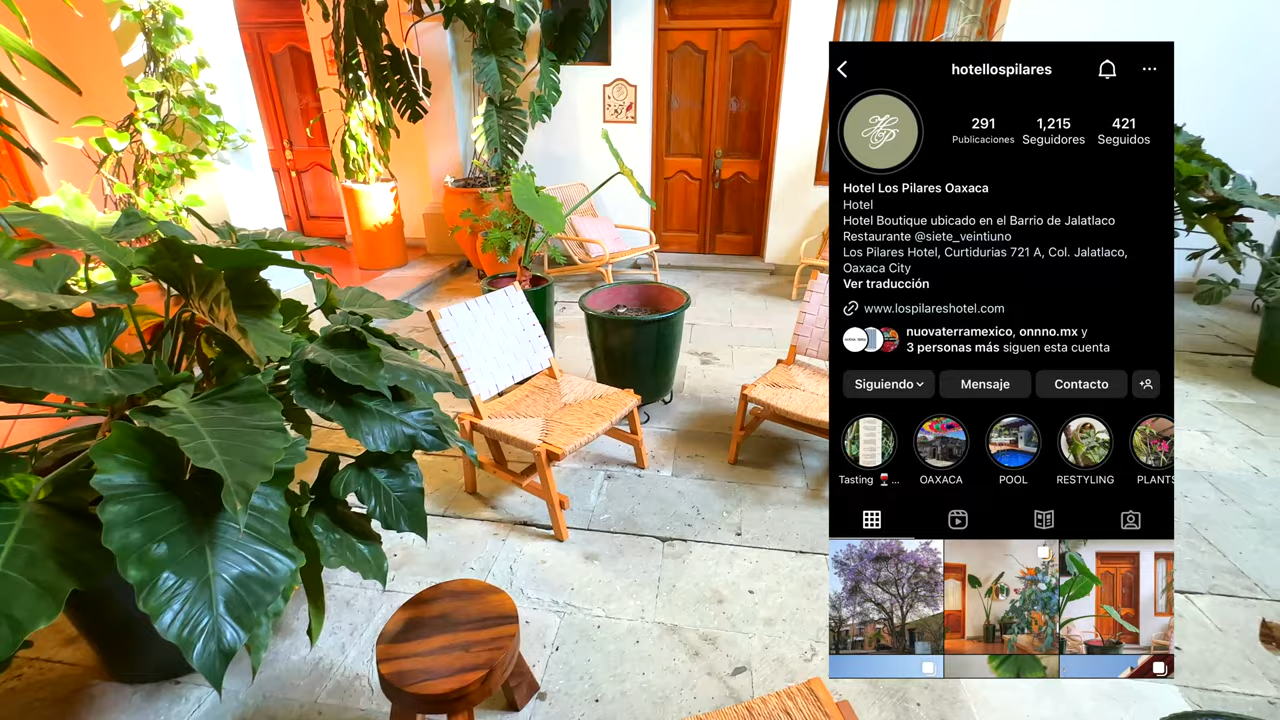 hotellospilares
291
1,215
421
Publicaciones
Seguidores
Seguidos
Hotel Los Pilares Oaxaca
Hotel
Hotel Boutique ubicado en el Barrio de Jalatlaco
Restaurante @siete_veintiuno
Los Pilares Hotel, Curtidurias 721 A, Col. Jalatlaco,
Oaxaca City
Ver traducción
www.lospilareshotel.com
nuovaterramexico, onnno.mx y
3 personas más siguen esta cuenta
Siguiendo
Mensaje
Contacto
Tasting 🍷...
OAXACA
POOL
RESTYLING
PLANTS